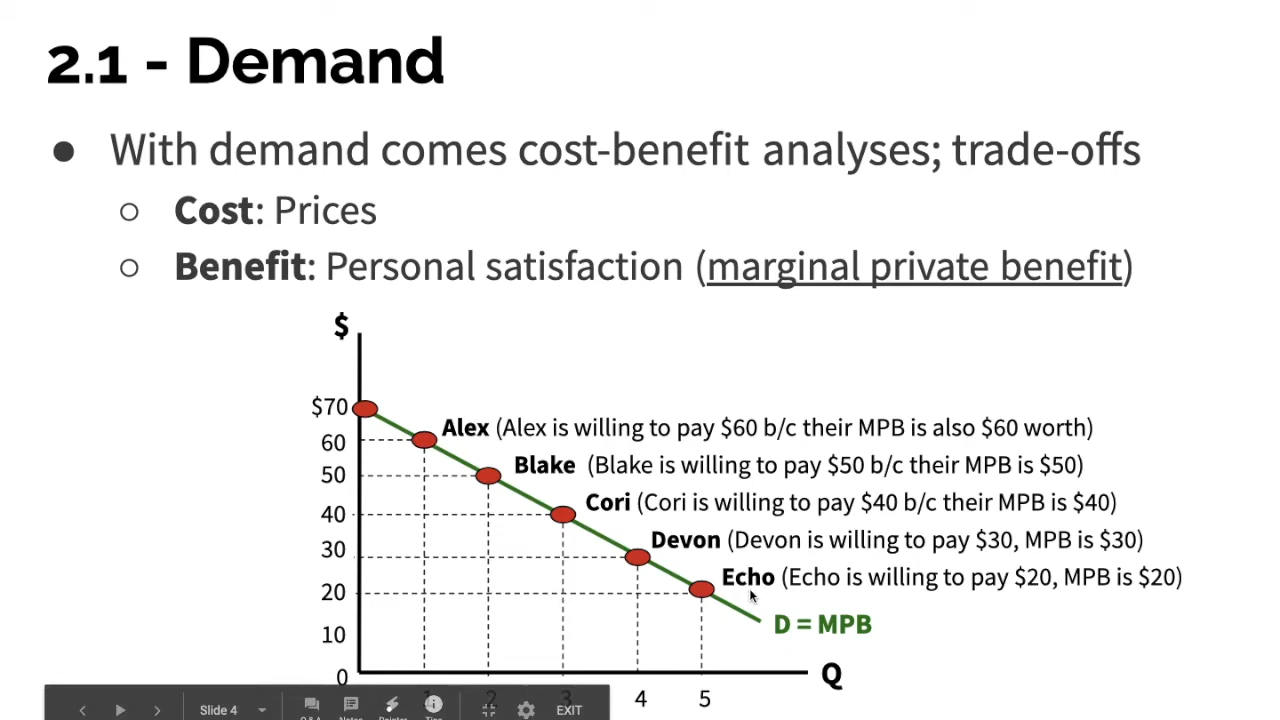 2.1 - Demand
● With demand comes cost-benefit analyses; trade-offs
○ Cost: Prices
○ Benefit: Personal satisfaction (marginal private benefit)
$
$70
Alex (Alex is willing to pay $60 b/c their MPB is also $60 worth)
60
Blake (Blake is willing to pay $50 b/c their MPB is $50)
50
Cori (Cori is willing to pay $40 b/c their MPB is $40)
40
Devon (Devon is willing to pay $30, MPB is $30)
30
Echo (Echo is willing to pay $20, MPB is $20)
20
D = MPB
10
0
Q
1 2 3 4 5
Slide 4
EXIT